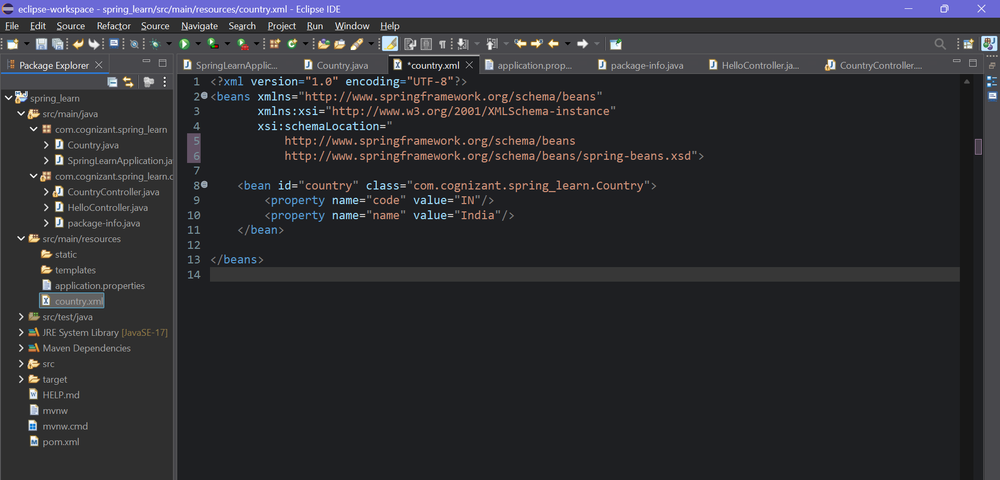 eclipse-workspace - spring_learn/src/main/resources/country.xml - Eclipse IDE
File Edit Source Refactor Source Navigate Search Project Run Window Help
Package Explorer
SpringLearnApplic... Country.java *country.xml application.prop... package-info.java HelloController.ja... CountryController....
spring_learn
src/main/java
com.cognizant.spring_learn
Country.java
SpringLearnApplication.ja
com.cognizant.spring_learn.c
CountryController.java
HelloController.java
package-info.java
src/main/resources
static
templates
application.properties
country.xml
src/test/java
JRE System Library [JavaSE-17]
Maven Dependencies
src
target
HELP.md
mvnw
mvnw.cmd
pom.xml
1 <?xml version="1.0" encoding="UTF-8"?>
2 <beans xmlns="http://www.springframework.org/schema/beans"
3 xmlns:xsi="http://www.w3.org/2001/XMLSchema-instance"
4 xsi:schemaLocation="
5 http://www.springframework.org/schema/beans
6 http://www.springframework.org/schema/beans/spring-beans.xsd">
7
8 <bean id="country" class="com.cognizant.spring_learn.Country">
9 <property name="code" value="IN"/>
10 <property name="name" value="India"/>
11 </bean>
12
13 </beans>
14